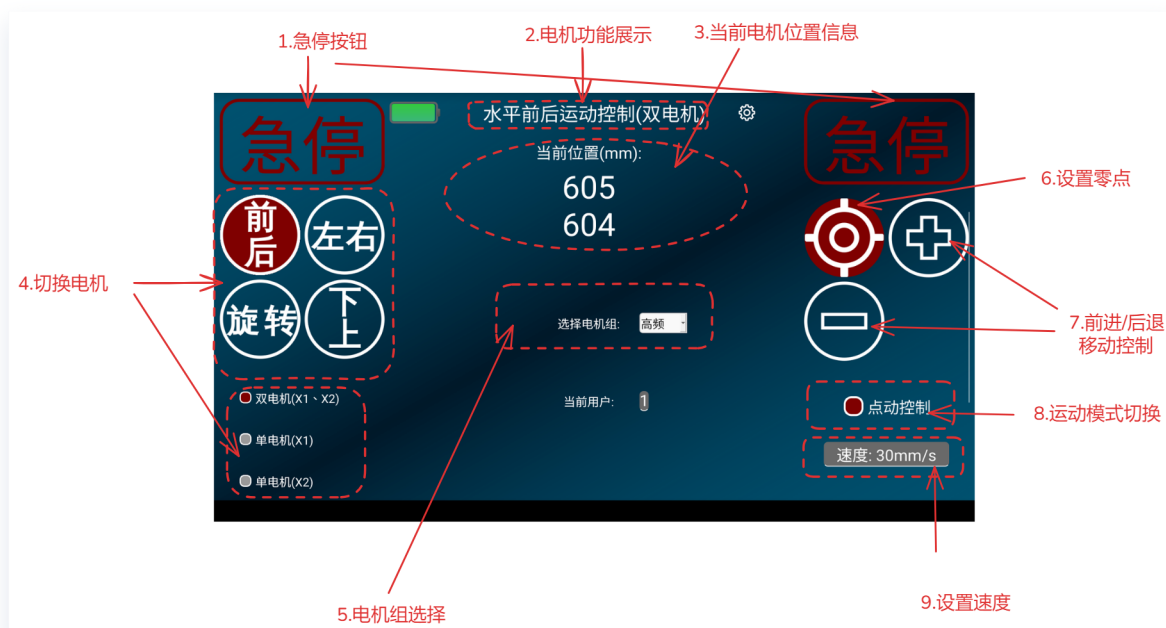 1.急停按钮
2.电机功能展示
3.当前电机位置信息
急停
水平前后运动控制(双电机)
急停
当前位置(mm):
605
604
6.设置零点
前后
左右
4.切换电机
旋转
下上
选择电机组:
高频
7.前进/后退
移动控制
双电机(X1、X2)
当前用户:
1
点动控制
8.运动模式切换
单电机(X1)
速度: 30mm/s
单电机(X2)
5.电机组选择
9.设置速度